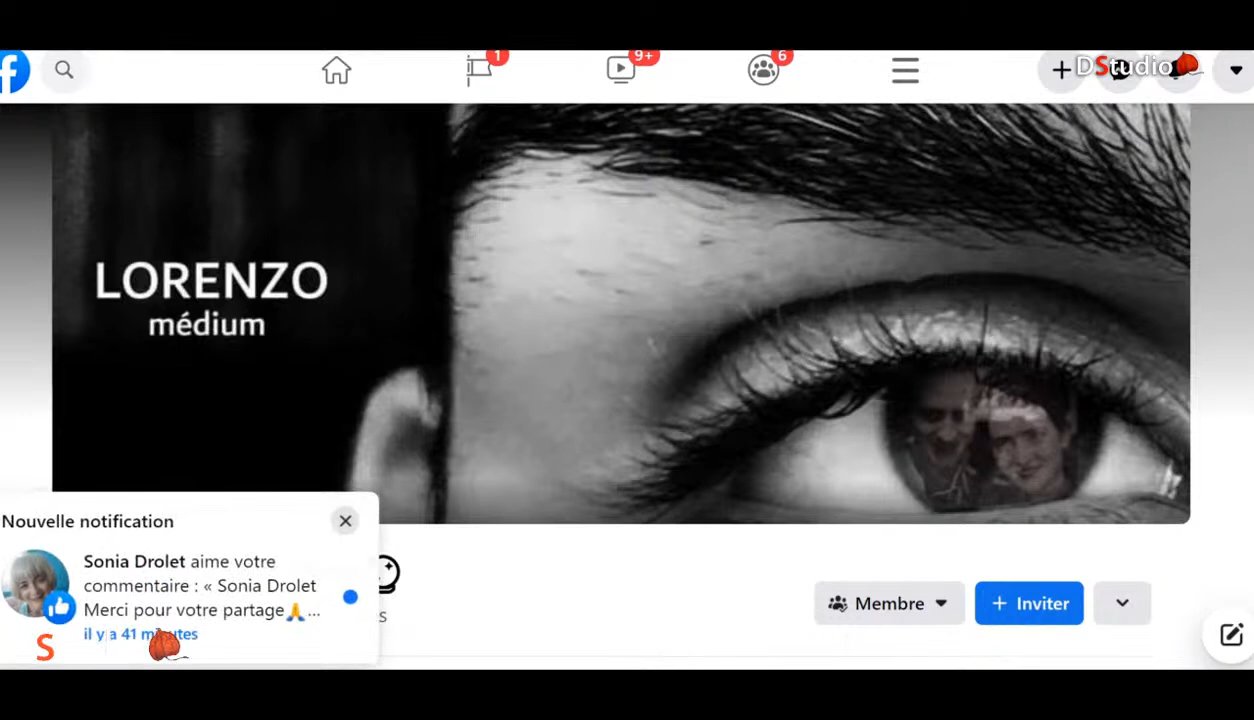 f
1
9+
6
DStudio
LORENZO
médium
Nouvelle notification
Sonia Drolet aime votre
commentaire : « Sonia Drolet
Merci pour votre partage🙏...
il y a 41 minutes
S
s
Membre
+ Inviter